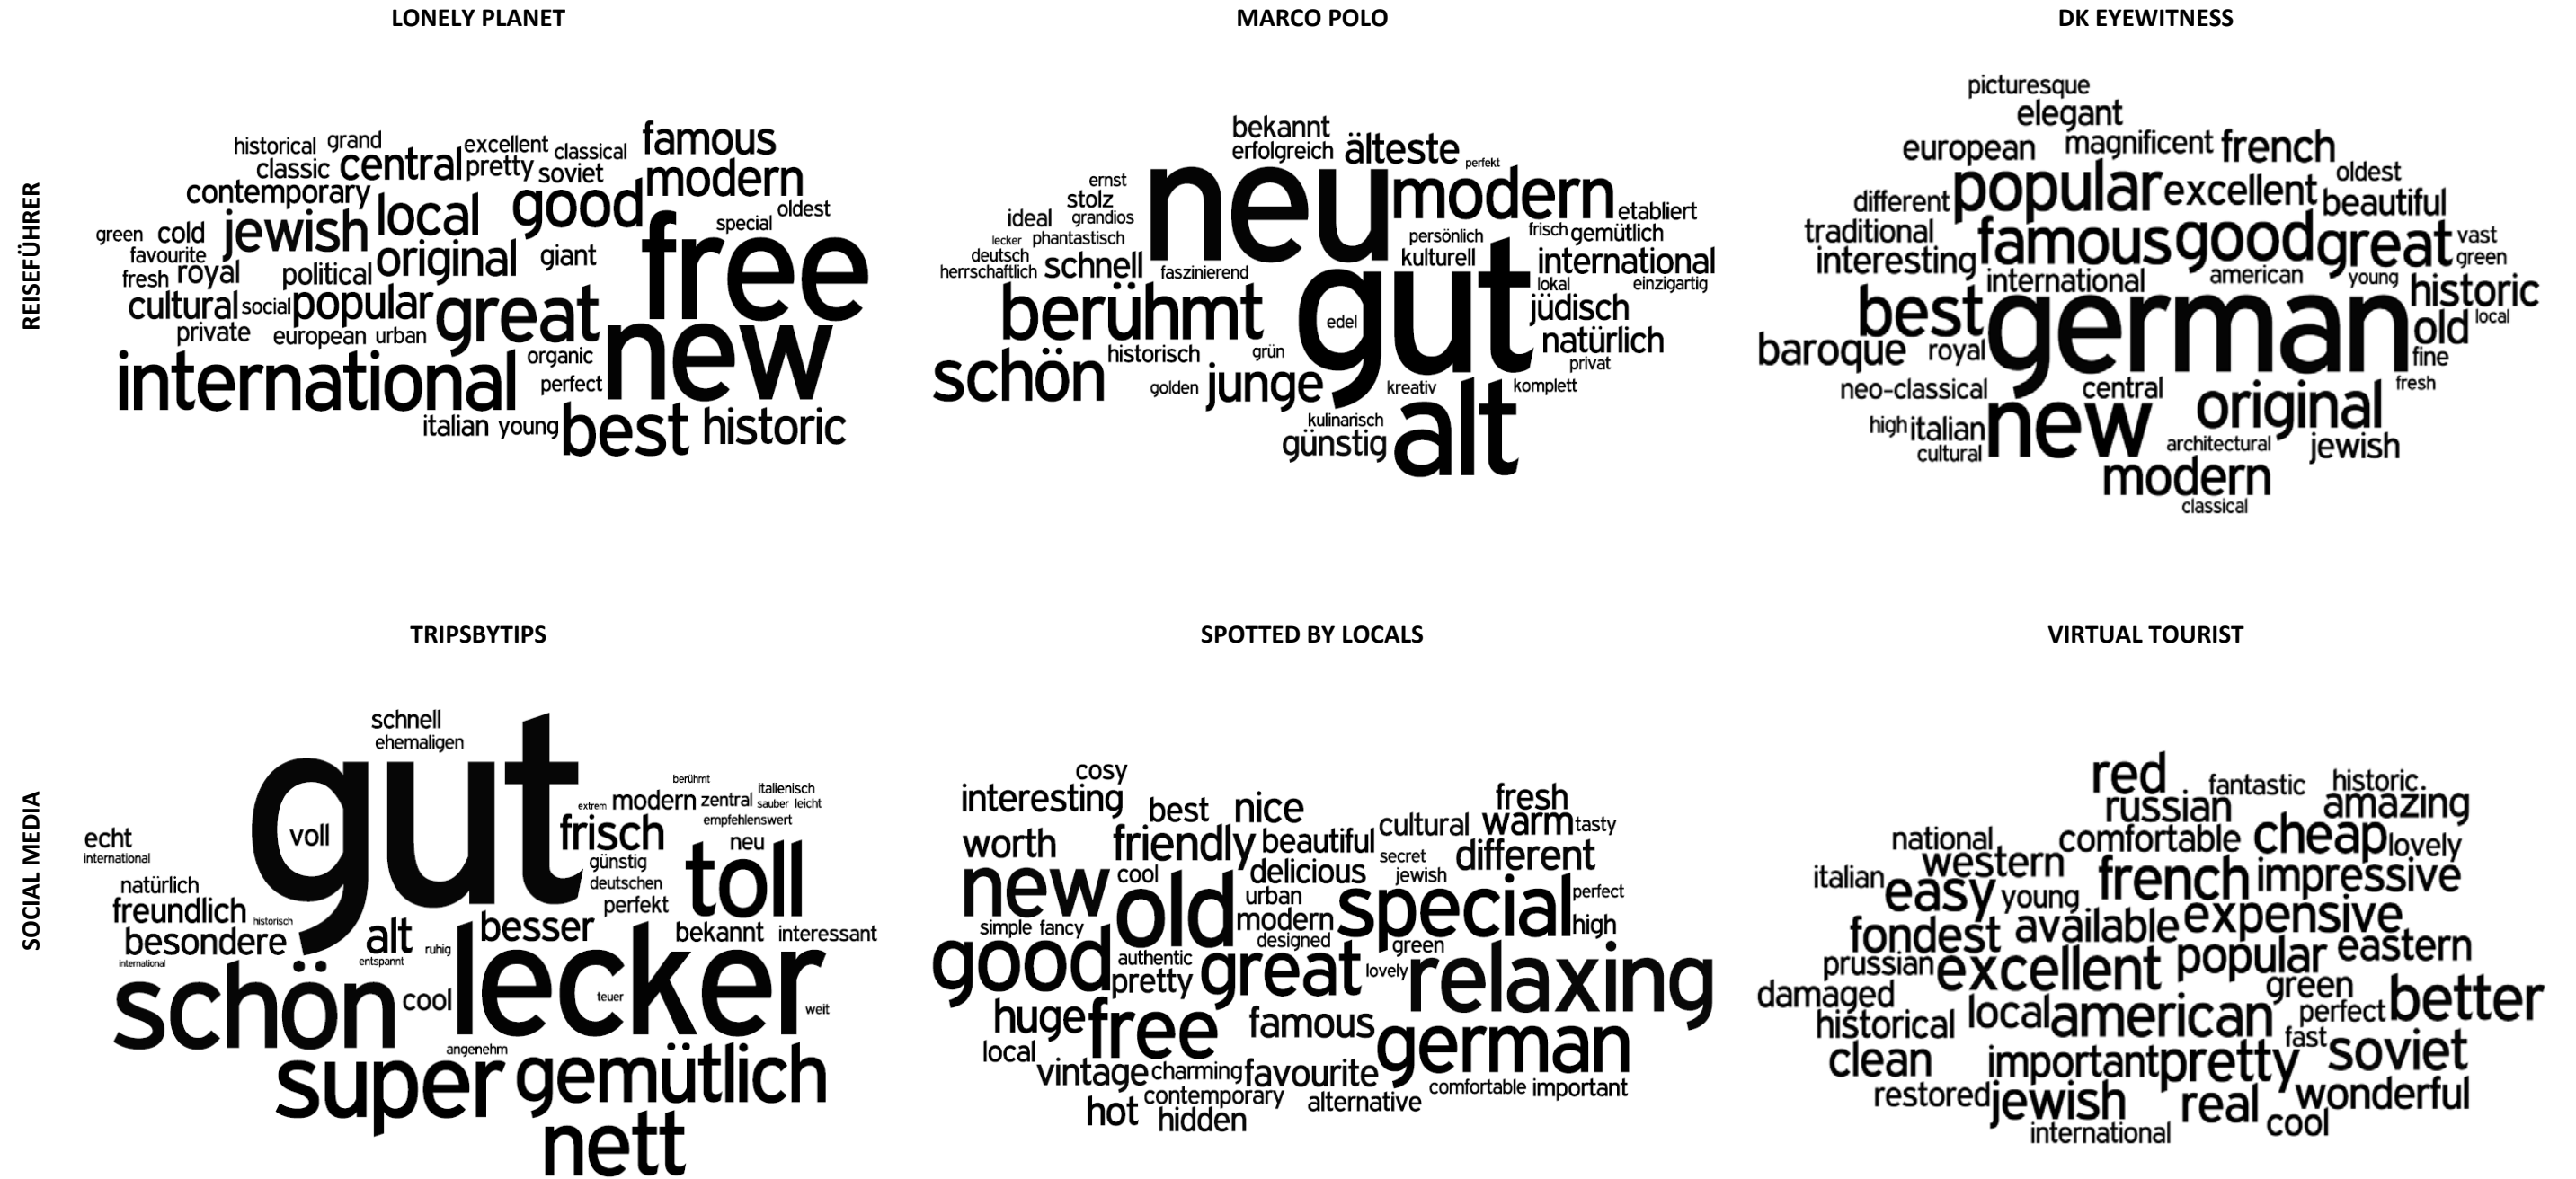 LONELY PLANET
MARCO POLO
DK EYEWITNESS
REISEFÜHRER
historical grand excellent classical famous
classic central pretty soviet modern
contemporary good
jewish local special oldest
green cold free
favourite original giant
fresh royal political
cultural social popular great
private european urban new
international organic
perfect
italian young best historic
bekannt
erfolgreich älteste perfekt
ernst neu modern
stolz etabliert
ideal grandios
lecker phantastisch persönlich frisch gemütlich
deutsch kulturell
herrschaftlich schnell faszinierend gut international
lokal einzigartig
berühmt edel jüdisch
natürlich
historisch grün privat
schön golden junge kreativ komplett
kulinarisch alt
günstig
picturesque
elegant
european magnificent french
oldest
different popular excellent beautiful
traditional famous good great vast
interesting green
international american young historic
best german old local
baroque royal fine
neo-classical central fresh
new original
high italian architectural jewish
cultural
modern
classical
TRIPSBYTIPS
SPOTTED BY LOCALS
VIRTUAL TOURIST
SOCIAL MEDIA
schnell
ehemaligen
gut
berühmt italienisch
extrem modern zentral sauber leicht
echt voll frisch empfehlenswert
international günstig neu
toll
natürlich deutschen
freundlich perfekt
historisch alt besser bekannt interessant
besondere ruhig
international entspannt
schön cool lecker teuer weit
angenehm
super gemütlich
nett
cosy
interesting best nice fresh
worth friendly beautiful cultural warm tasty
delicious secret different
new cool jewish
old urban special perfect
simple fancy modern high
designed green
good authentic great lovely relaxing
pretty
huge free famous
local german
vintage charming favourite
contemporary alternative comfortable important
hot hidden
red fantastic historic
russian amazing
national comfortable cheap lovely
western french impressive
italian easy young
fondest available expensive
prussian excellent popular eastern
damaged green
historical local american perfect better
fast
clean important pretty soviet
restored jewish real wonderful
international cool